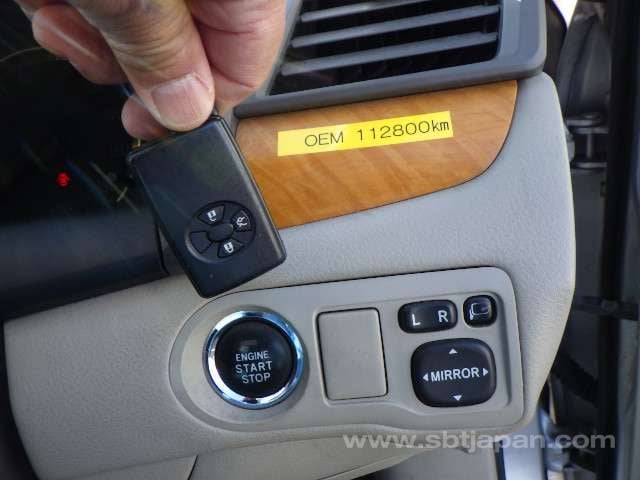 OEM 112800km
ENGINE
START
STOP
L R
MIRROR
www.sbtjapan.com